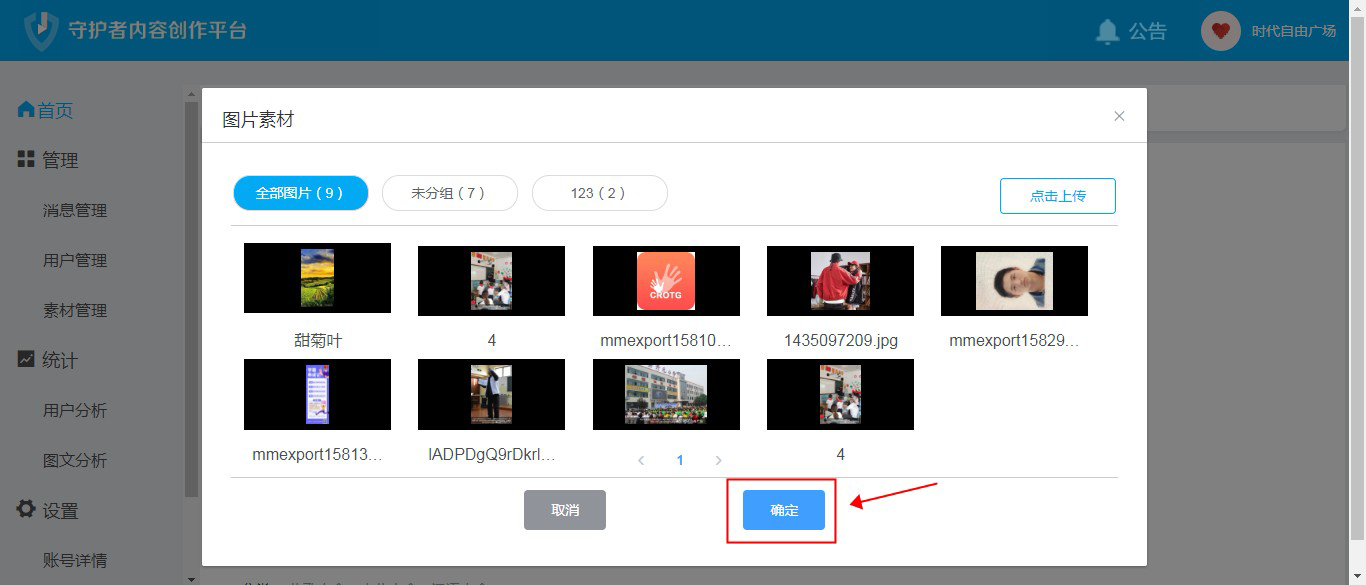 守护者内容创作平台
公告
时代自由广场
首页
管理
消息管理
用户管理
素材管理
统计
用户分析
图文分析
设置
账号详情
图片素材
全部图片（9）
未分组（7）
123（2）
点击上传
CROTG
甜菊叶
4
mmexport15810...
1435097209.jpg
mmexport15829...
mmexport15813...
lADPDgQ9rDkrl...
4
1
取消
确定